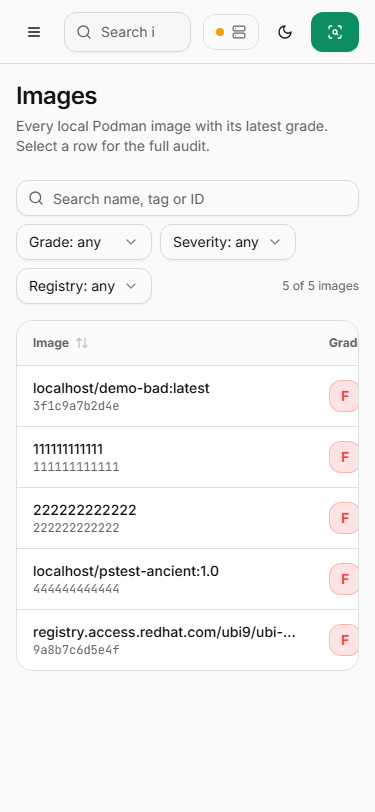 Search i
Images
Every local Podman image with its latest grade.
Select a row for the full audit.
Search name, tag or ID
Grade: any
Severity: any
Registry: any
5 of 5 images
Image
Grad
localhost/demo-bad:latest
3f1c9a7b2d4e
F
111111111111
111111111111
F
222222222222
222222222222
F
localhost/pstest-ancient:1.0
444444444444
F
registry.access.redhat.com/ubi9/ubi-...
9a8b7c6d5e4f
F